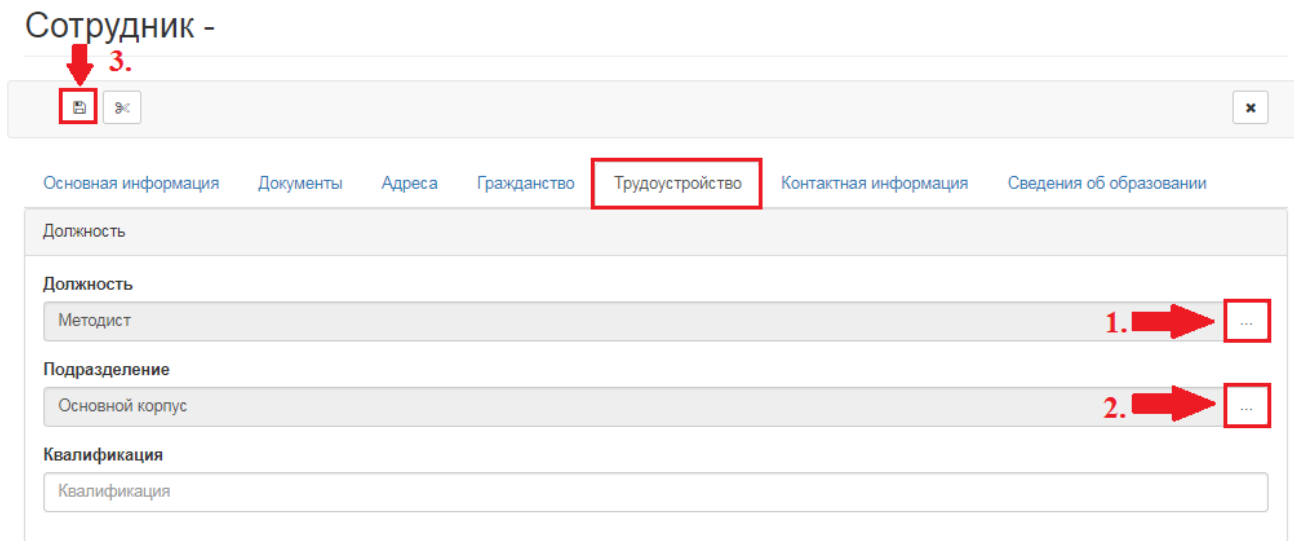 Сотрудник -
3.
Основная информация Документы Адреса Гражданство Трудоустройство Контактная информация Сведения об образовании
Должность
Должность
Методист 1. ...
Подразделение
Основной корпус 2. ...
Квалификация
Квалификация